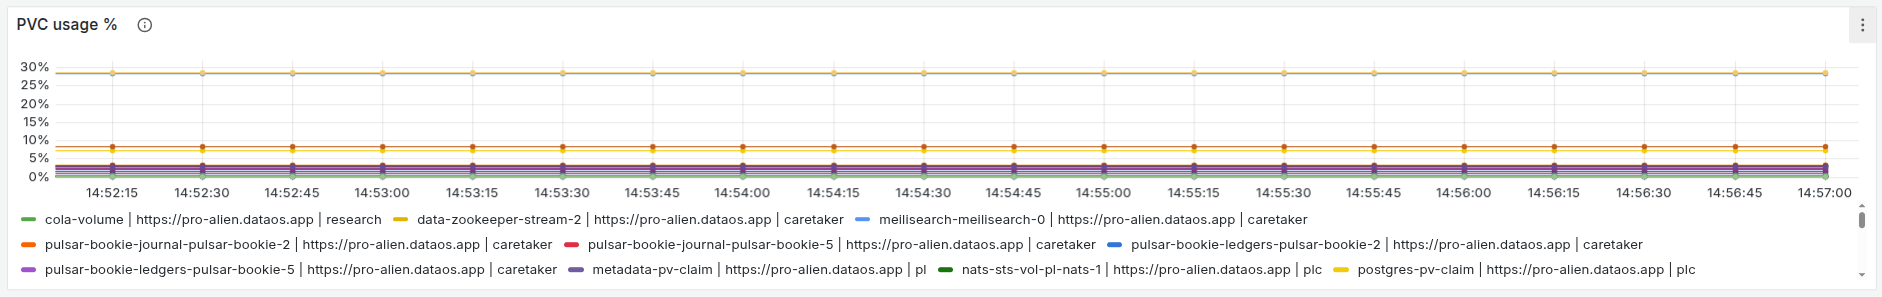 PVC usage %
30%
25%
20%
15%
10%
5%
0%
14:52:15 14:52:30 14:52:45 14:53:00 14:53:15 14:53:30 14:53:45 14:54:00 14:54:15 14:54:30 14:54:45 14:55:00 14:55:15 14:55:30 14:55:45 14:56:00 14:56:15 14:56:30 14:56:45 14:57:00
cola-volume | https://pro-alien.dataos.app | research data-zookeeper-stream-2 | https://pro-alien.dataos.app | caretaker meilisearch-meilisearch-0 | https://pro-alien.dataos.app | caretaker
pulsar-bookie-journal-pulsar-bookie-2 | https://pro-alien.dataos.app | caretaker pulsar-bookie-journal-pulsar-bookie-5 | https://pro-alien.dataos.app | caretaker pulsar-bookie-ledgers-pulsar-bookie-2 | https://pro-alien.dataos.app | caretaker
pulsar-bookie-ledgers-pulsar-bookie-5 | https://pro-alien.dataos.app | caretaker metadata-pv-claim | https://pro-alien.dataos.app | pl nats-sts-vol-pl-nats-1 | https://pro-alien.dataos.app | plc postgres-pv-claim | https://pro-alien.dataos.app | plc